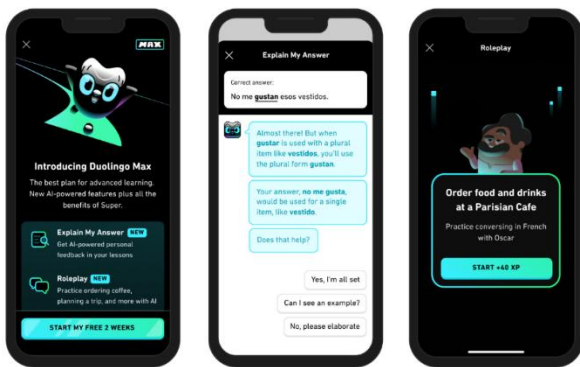 MAX
Introducing Duolingo Max
The best plan for advanced learning.
New AI-powered features plus all the
benefits of Super.
Explain My Answer NEW
Get AI-powered personal
feedback in your lessons
Roleplay NEW
Practice ordering coffee,
planning a trip, and more with AI
START MY FREE 2 WEEKS
Explain My Answer
Correct answer:
No me gustan esos vestidos.
Almost there! But when
gustar is used with a plural
item like vestidos, you'll use
the plural form gustan.
Your answer, no me gusta,
would be used for a single
item, like vestido.
Does that help?
Yes, I'm all set
Can I see an example?
No, please elaborate
Roleplay
Order food and drinks
at a Parisian Cafe
Practice conversing in French
with Oscar
START +40 XP